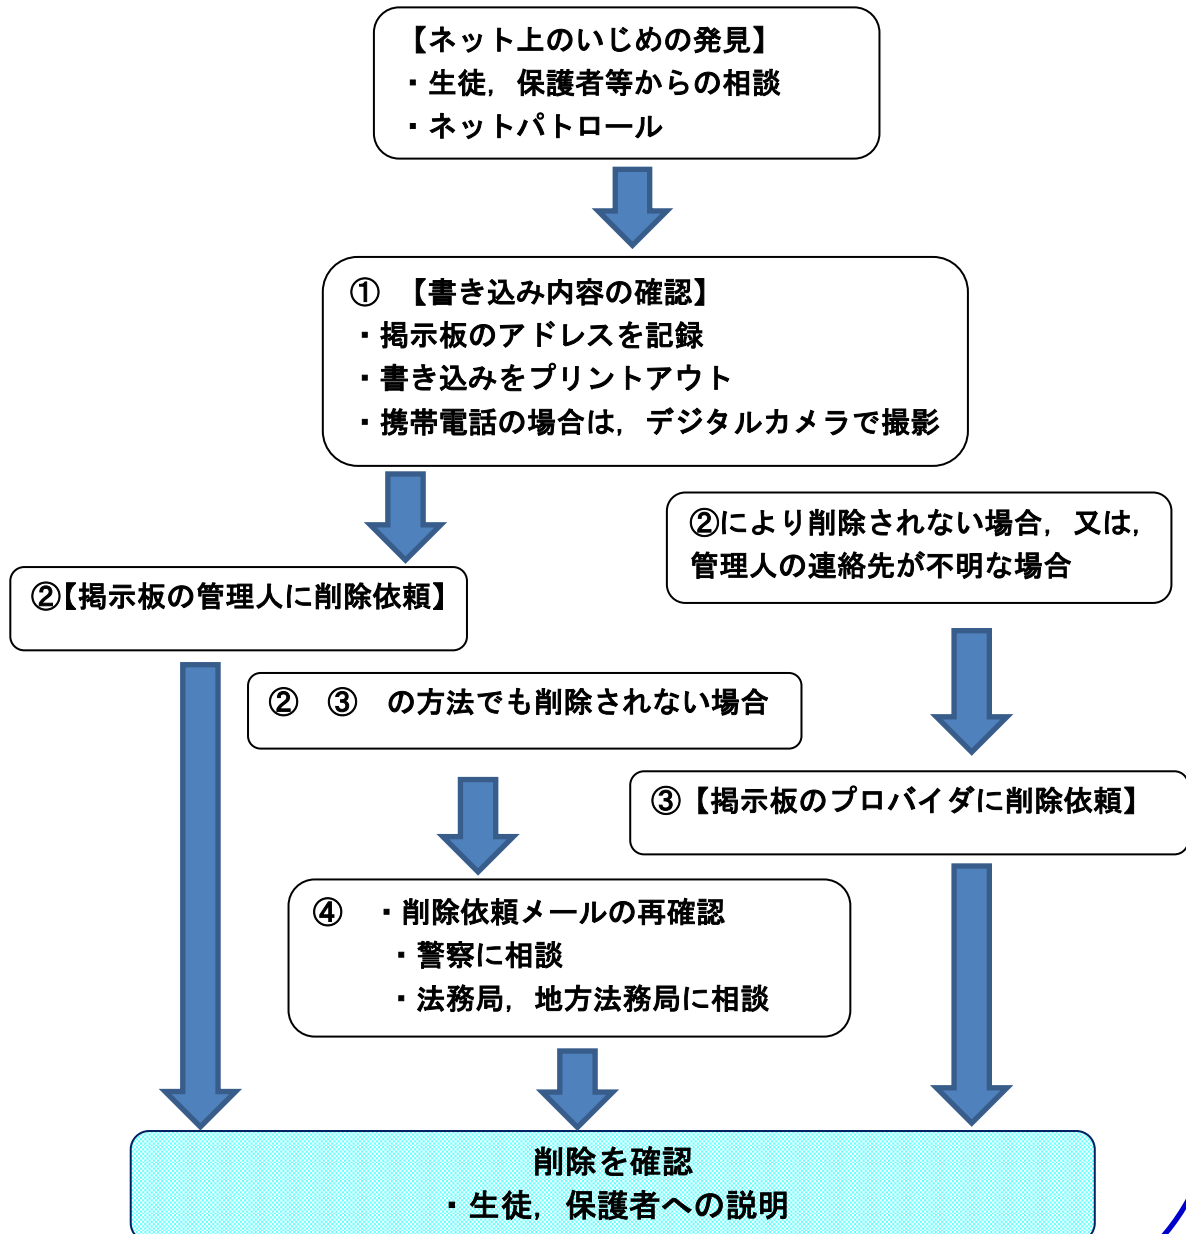 【ネット上のいじめの発見】
・生徒，保護者等からの相談
・ネットパトロール
① 【書き込み内容の確認】
・掲示板のアドレスを記録
・書き込みをプリントアウト
・携帯電話の場合は，デジタルカメラで撮影
②により削除されない場合，又は，
管理人の連絡先が不明な場合
②【掲示板の管理人に削除依頼】
② ③ の方法でも削除されない場合
③【掲示板のプロバイダに削除依頼】
④ ・削除依頼メールの再確認
・警察に相談
・法務局，地方法務局に相談
削除を確認
・生徒，保護者への説明